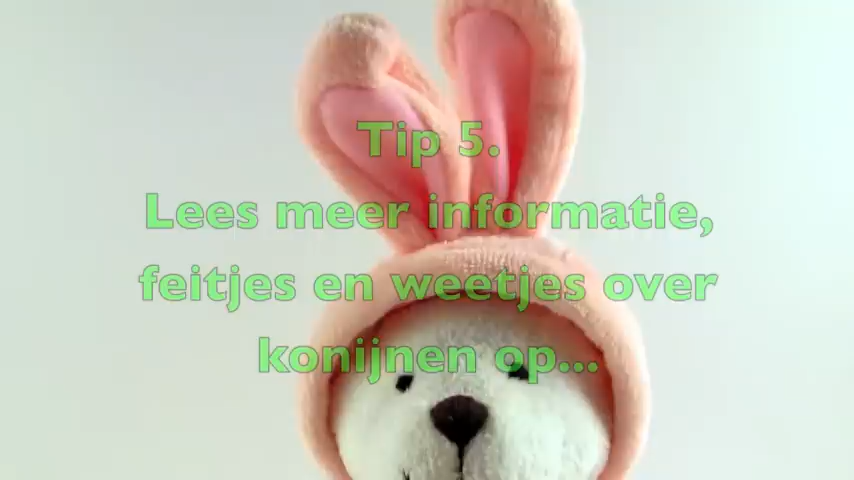 Tip 5.
Lees meer informatie,
feitjes en weetjes over
konijnen op...